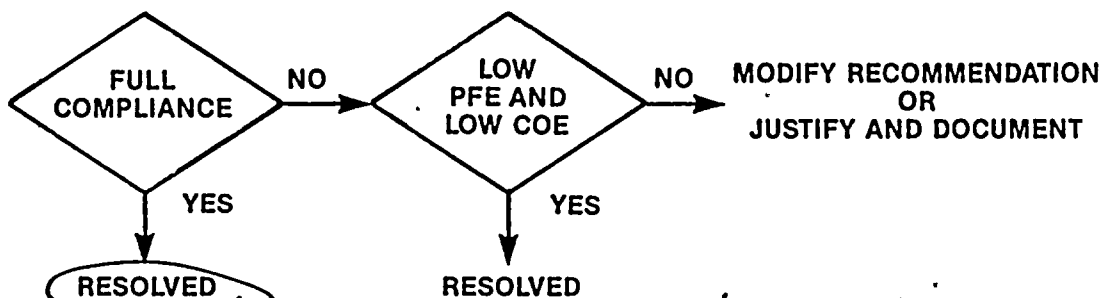 FULL
COMPLIANCE
NO
LOW
PFE AND
LOW COE
NO
MODIFY RECOMMENDATION
OR
JUSTIFY AND DOCUMENT
YES
YES
RESOLVED
RESOLVED